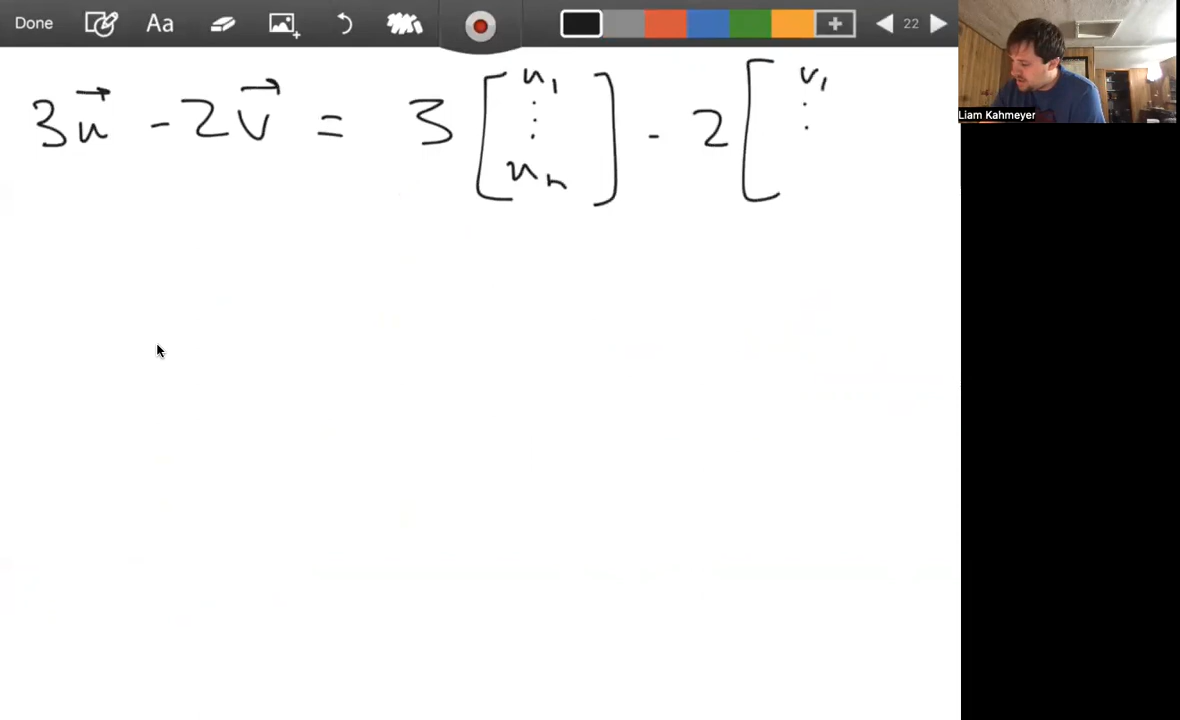 Done Aa 22
Liam Kahmeyer
3u⃗ - 2v⃗ = 3 [ u₁ ⋮ uₙ ] - 2 [ v₁ :